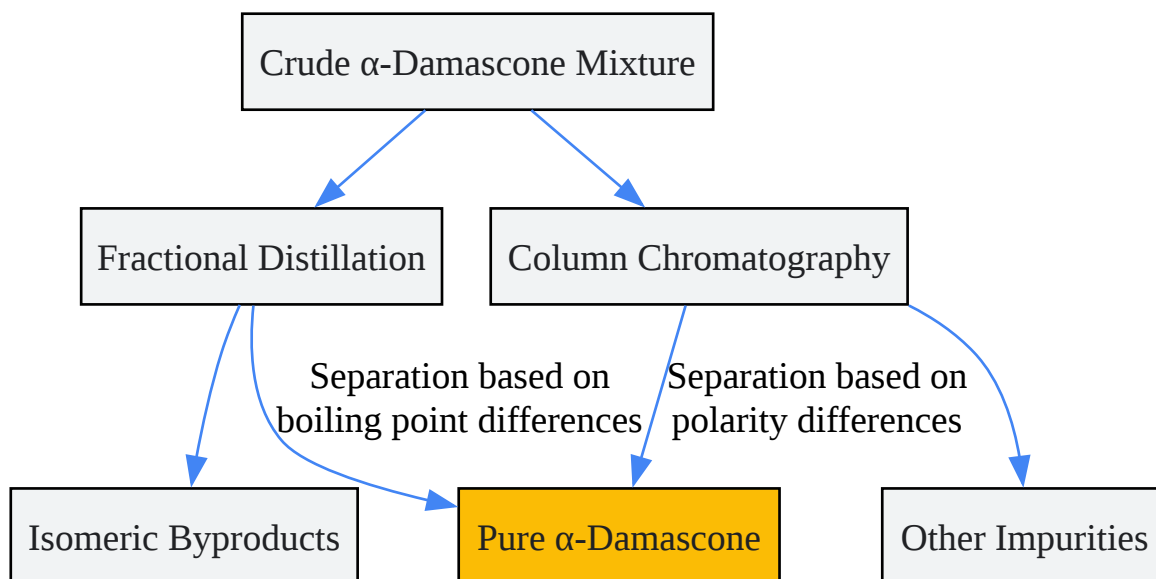 Crude α-Damascone Mixture
Fractional Distillation
Column Chromatography
Separation based on
boiling point differences
Separation based on
polarity differences
Isomeric Byproducts
Pure α-Damascone
Other Impurities